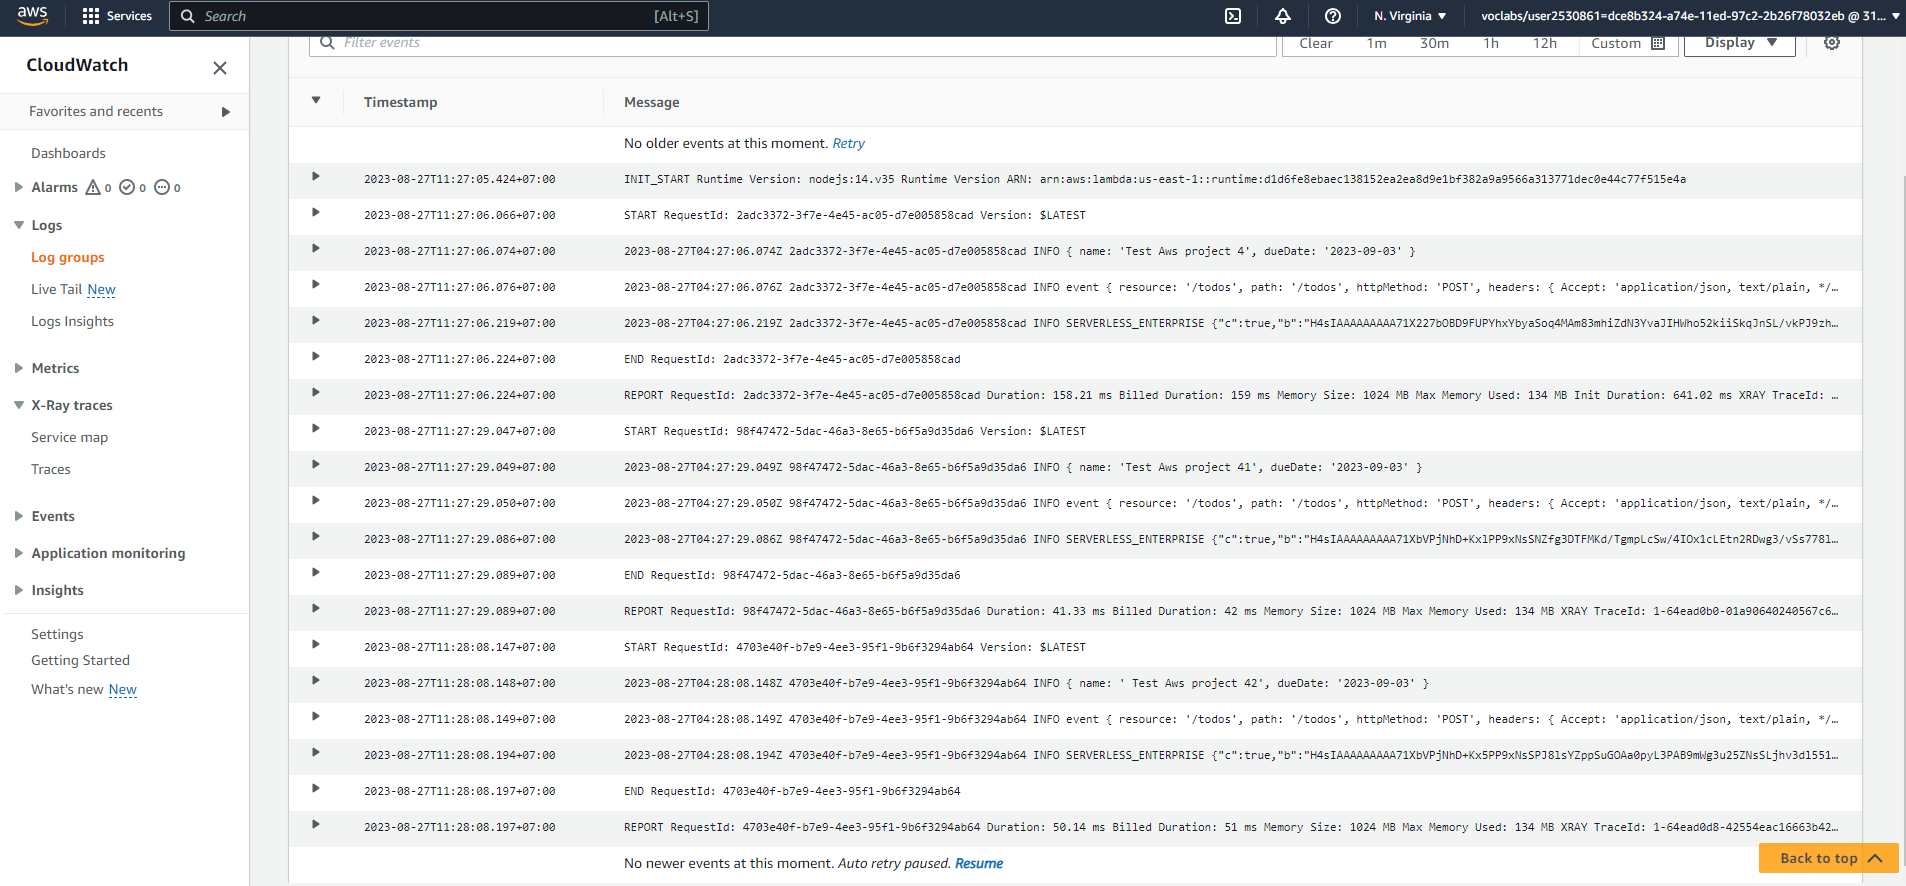 aws Services Search [Alt+S] N. Virginia voclabs/user2530861=dce8b324-a74e-11ed-97c2-2b26f78032eb @ 31...
Filter events Clear 1m 30m 1h 12h Custom Display
CloudWatch
Favorites and recents
Dashboards
Alarms 0 0 0
Logs
Log groups
Live Tail New
Logs Insights
Metrics
X-Ray traces
Service map
Traces
Events
Application monitoring
Insights
Settings
Getting Started
What's new New
Timestamp Message
No older events at this moment. Retry
2023-08-27T11:27:05.424+07:00 INIT_START Runtime Version: nodejs:14.v35 Runtime Version ARN: arn:aws:lambda:us-east-1::runtime:d1d6fe8ebaec138152ea2ea8d9e1bf382a9a9566a313771dec0e44c77f515e4a
2023-08-27T11:27:06.066+07:00 START RequestId: 2adc3372-3f7e-4e45-ac05-d7e005858cad Version: $LATEST
2023-08-27T11:27:06.074+07:00 2023-08-27T04:27:06.074Z 2adc3372-3f7e-4e45-ac05-d7e005858cad INFO { name: 'Test Aws project 4', dueDate: '2023-09-03' }
2023-08-27T11:27:06.076+07:00 2023-08-27T04:27:06.076Z 2adc3372-3f7e-4e45-ac05-d7e005858cad INFO event { resource: '/todos', path: '/todos', httpMethod: 'POST', headers: { Accept: 'application/json, text/plain, */…
2023-08-27T11:27:06.219+07:00 2023-08-27T04:27:06.219Z 2adc3372-3f7e-4e45-ac05-d7e005858cad INFO SERVERLESS_ENTERPRISE {"c":true,"b":"H4sIAAAAAAAAA71X227bOBD9FUPYhxYbyaSoq4MAm83mhiZdN3YvaJIHWho52kiiSkqJnSL/vkPJ9zh…
2023-08-27T11:27:06.224+07:00 END RequestId: 2adc3372-3f7e-4e45-ac05-d7e005858cad
2023-08-27T11:27:06.224+07:00 REPORT RequestId: 2adc3372-3f7e-4e45-ac05-d7e005858cad Duration: 158.21 ms Billed Duration: 159 ms Memory Size: 1024 MB Max Memory Used: 134 MB Init Duration: 641.02 ms XRAY TraceId: …
2023-08-27T11:27:29.047+07:00 START RequestId: 98f47472-5dac-46a3-8e65-b6f5a9d35da6 Version: $LATEST
2023-08-27T11:27:29.049+07:00 2023-08-27T04:27:29.049Z 98f47472-5dac-46a3-8e65-b6f5a9d35da6 INFO { name: 'Test Aws project 41', dueDate: '2023-09-03' }
2023-08-27T11:27:29.050+07:00 2023-08-27T04:27:29.050Z 98f47472-5dac-46a3-8e65-b6f5a9d35da6 INFO event { resource: '/todos', path: '/todos', httpMethod: 'POST', headers: { Accept: 'application/json, text/plain, */…
2023-08-27T11:27:29.086+07:00 2023-08-27T04:27:29.086Z 98f47472-5dac-46a3-8e65-b6f5a9d35da6 INFO SERVERLESS_ENTERPRISE {"c":true,"b":"H4sIAAAAAAAAA71XbVPjNhD+KxlPP9xNsSNZfg3DTFMKd/TgmpLcSw/4IOx1cLEtn2RDwg3/vSs778l…
2023-08-27T11:27:29.089+07:00 END RequestId: 98f47472-5dac-46a3-8e65-b6f5a9d35da6
2023-08-27T11:27:29.089+07:00 REPORT RequestId: 98f47472-5dac-46a3-8e65-b6f5a9d35da6 Duration: 41.33 ms Billed Duration: 42 ms Memory Size: 1024 MB Max Memory Used: 134 MB XRAY TraceId: 1-64ead0b0-01a90640240567c6…
2023-08-27T11:28:08.147+07:00 START RequestId: 4703e40f-b7e9-4ee3-95f1-9b6f3294ab64 Version: $LATEST
2023-08-27T11:28:08.148+07:00 2023-08-27T04:28:08.148Z 4703e40f-b7e9-4ee3-95f1-9b6f3294ab64 INFO { name: ' Test Aws project 42', dueDate: '2023-09-03' }
2023-08-27T11:28:08.149+07:00 2023-08-27T04:28:08.149Z 4703e40f-b7e9-4ee3-95f1-9b6f3294ab64 INFO event { resource: '/todos', path: '/todos', httpMethod: 'POST', headers: { Accept: 'application/json, text/plain, */…
2023-08-27T11:28:08.194+07:00 2023-08-27T04:28:08.194Z 4703e40f-b7e9-4ee3-95f1-9b6f3294ab64 INFO SERVERLESS_ENTERPRISE {"c":true,"b":"H4sIAAAAAAAAA71XbVPjNhD+Kx5PP9xNsSPJ8lsYZppSuGOAa0pyL3PAB9mWg3u25ZNsSLjhv3dl551…
2023-08-27T11:28:08.197+07:00 END RequestId: 4703e40f-b7e9-4ee3-95f1-9b6f3294ab64
2023-08-27T11:28:08.197+07:00 REPORT RequestId: 4703e40f-b7e9-4ee3-95f1-9b6f3294ab64 Duration: 50.14 ms Billed Duration: 51 ms Memory Size: 1024 MB Max Memory Used: 134 MB XRAY TraceId: 1-64ead0d8-42554eac16663b42…
No newer events at this moment. Auto retry paused. Resume
Back to top